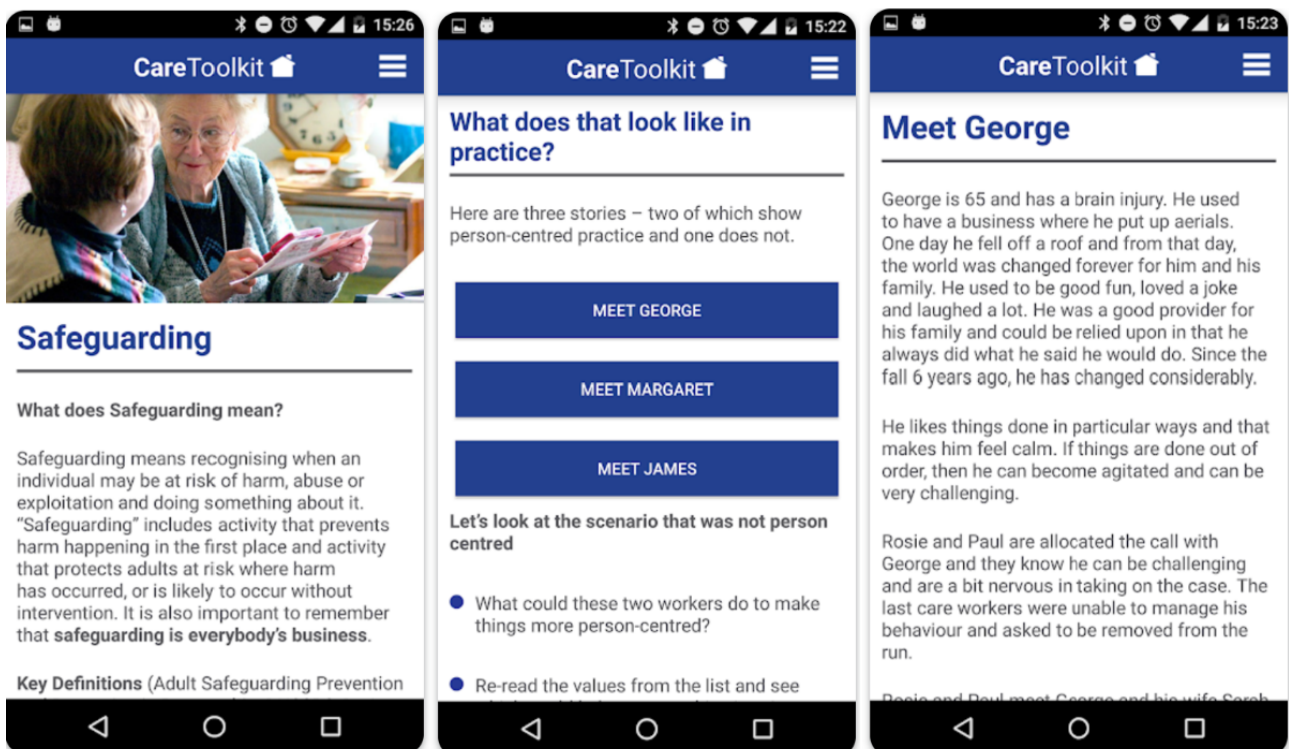 15:26
CareToolkit
Safeguarding
What does Safeguarding mean?
Safeguarding means recognising when an
individual may be at risk of harm, abuse or
exploitation and doing something about it.
“Safeguarding” includes activity that prevents
harm happening in the first place and activity
that protects adults at risk where harm
has occurred, or is likely to occur without
intervention. It is also important to remember
that safeguarding is everybody’s business.
Key Definitions (Adult Safeguarding Prevention
15:22
CareToolkit
What does that look like in
practice?
Here are three stories – two of which show
person-centred practice and one does not.
MEET GEORGE
MEET MARGARET
MEET JAMES
Let’s look at the scenario that was not person
centred
What could these two workers do to make
things more person-centred?
Re-read the values from the list and see
15:23
CareToolkit
Meet George
George is 65 and has a brain injury. He used
to have a business where he put up aerials.
One day he fell off a roof and from that day,
the world was changed forever for him and his
family. He used to be good fun, loved a joke
and laughed a lot. He was a good provider for
his family and could be relied upon in that he
always did what he said he would do. Since the
fall 6 years ago, he has changed considerably.
He likes things done in particular ways and that
makes him feel calm. If things are done out of
order, then he can become agitated and can be
very challenging.
Rosie and Paul are allocated the call with
George and they know he can be challenging
and are a bit nervous in taking on the case. The
last care workers were unable to manage his
behaviour and asked to be removed from the
run.
Rosie and Paul meet George and his wife Sarah